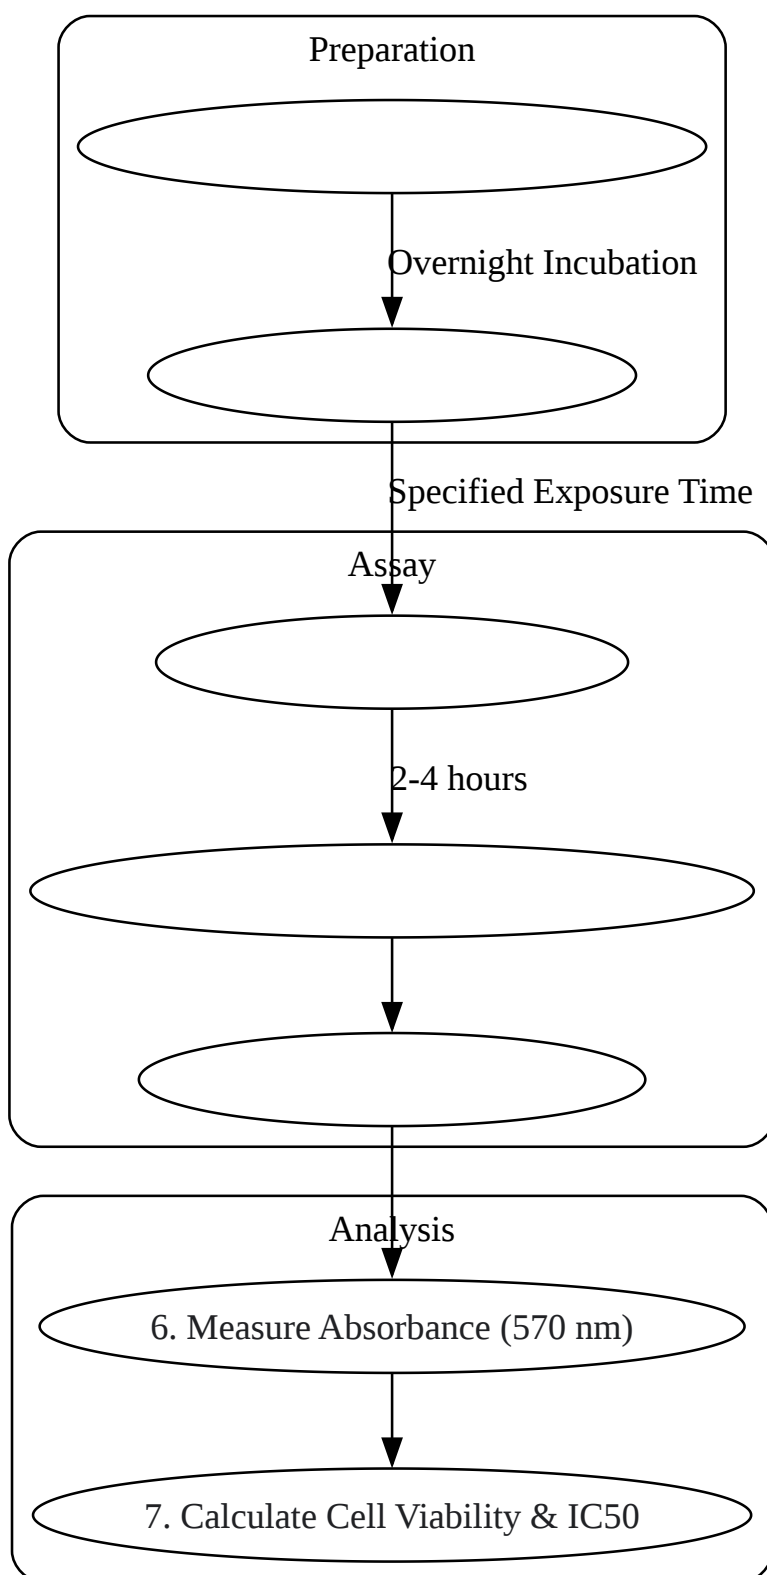 Preparation
Overnight Incubation
Specified Exposure Time
Assay
2-4 hours
Analysis
6. Measure Absorbance (570 nm)
7. Calculate Cell Viability & IC50